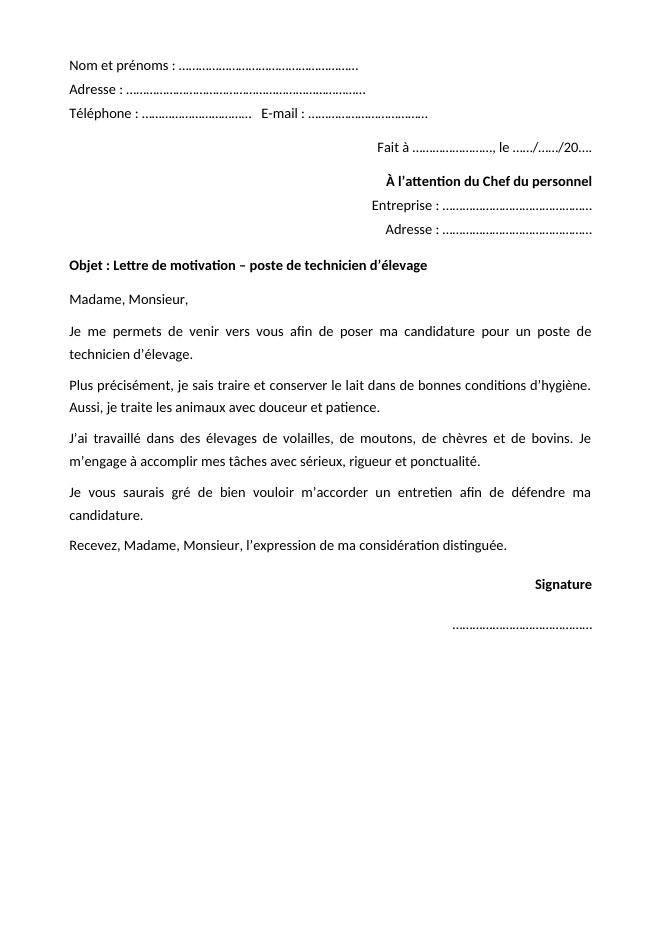 Nom et prénoms : ………………………………………………
Adresse : ………………………………………………………………
Téléphone : …………………………… E-mail : ………………………………
Fait à ……………………, le ……/……/20….
À l’attention du Chef du personnel
Entreprise : ………………………………………
Adresse : ………………………………………
Objet : Lettre de motivation – poste de technicien d’élevage
Madame, Monsieur,
Je me permets de venir vers vous afin de poser ma candidature pour un poste de
technicien d’élevage.
Plus précisément, je sais traire et conserver le lait dans de bonnes conditions d’hygiène.
Aussi, je traite les animaux avec douceur et patience.
J’ai travaillé dans des élevages de volailles, de moutons, de chèvres et de bovins. Je
m’engage à accomplir mes tâches avec sérieux, rigueur et ponctualité.
Je vous saurais gré de bien vouloir m’accorder un entretien afin de défendre ma
candidature.
Recevez, Madame, Monsieur, l’expression de ma considération distinguée.
Signature
……………………………………